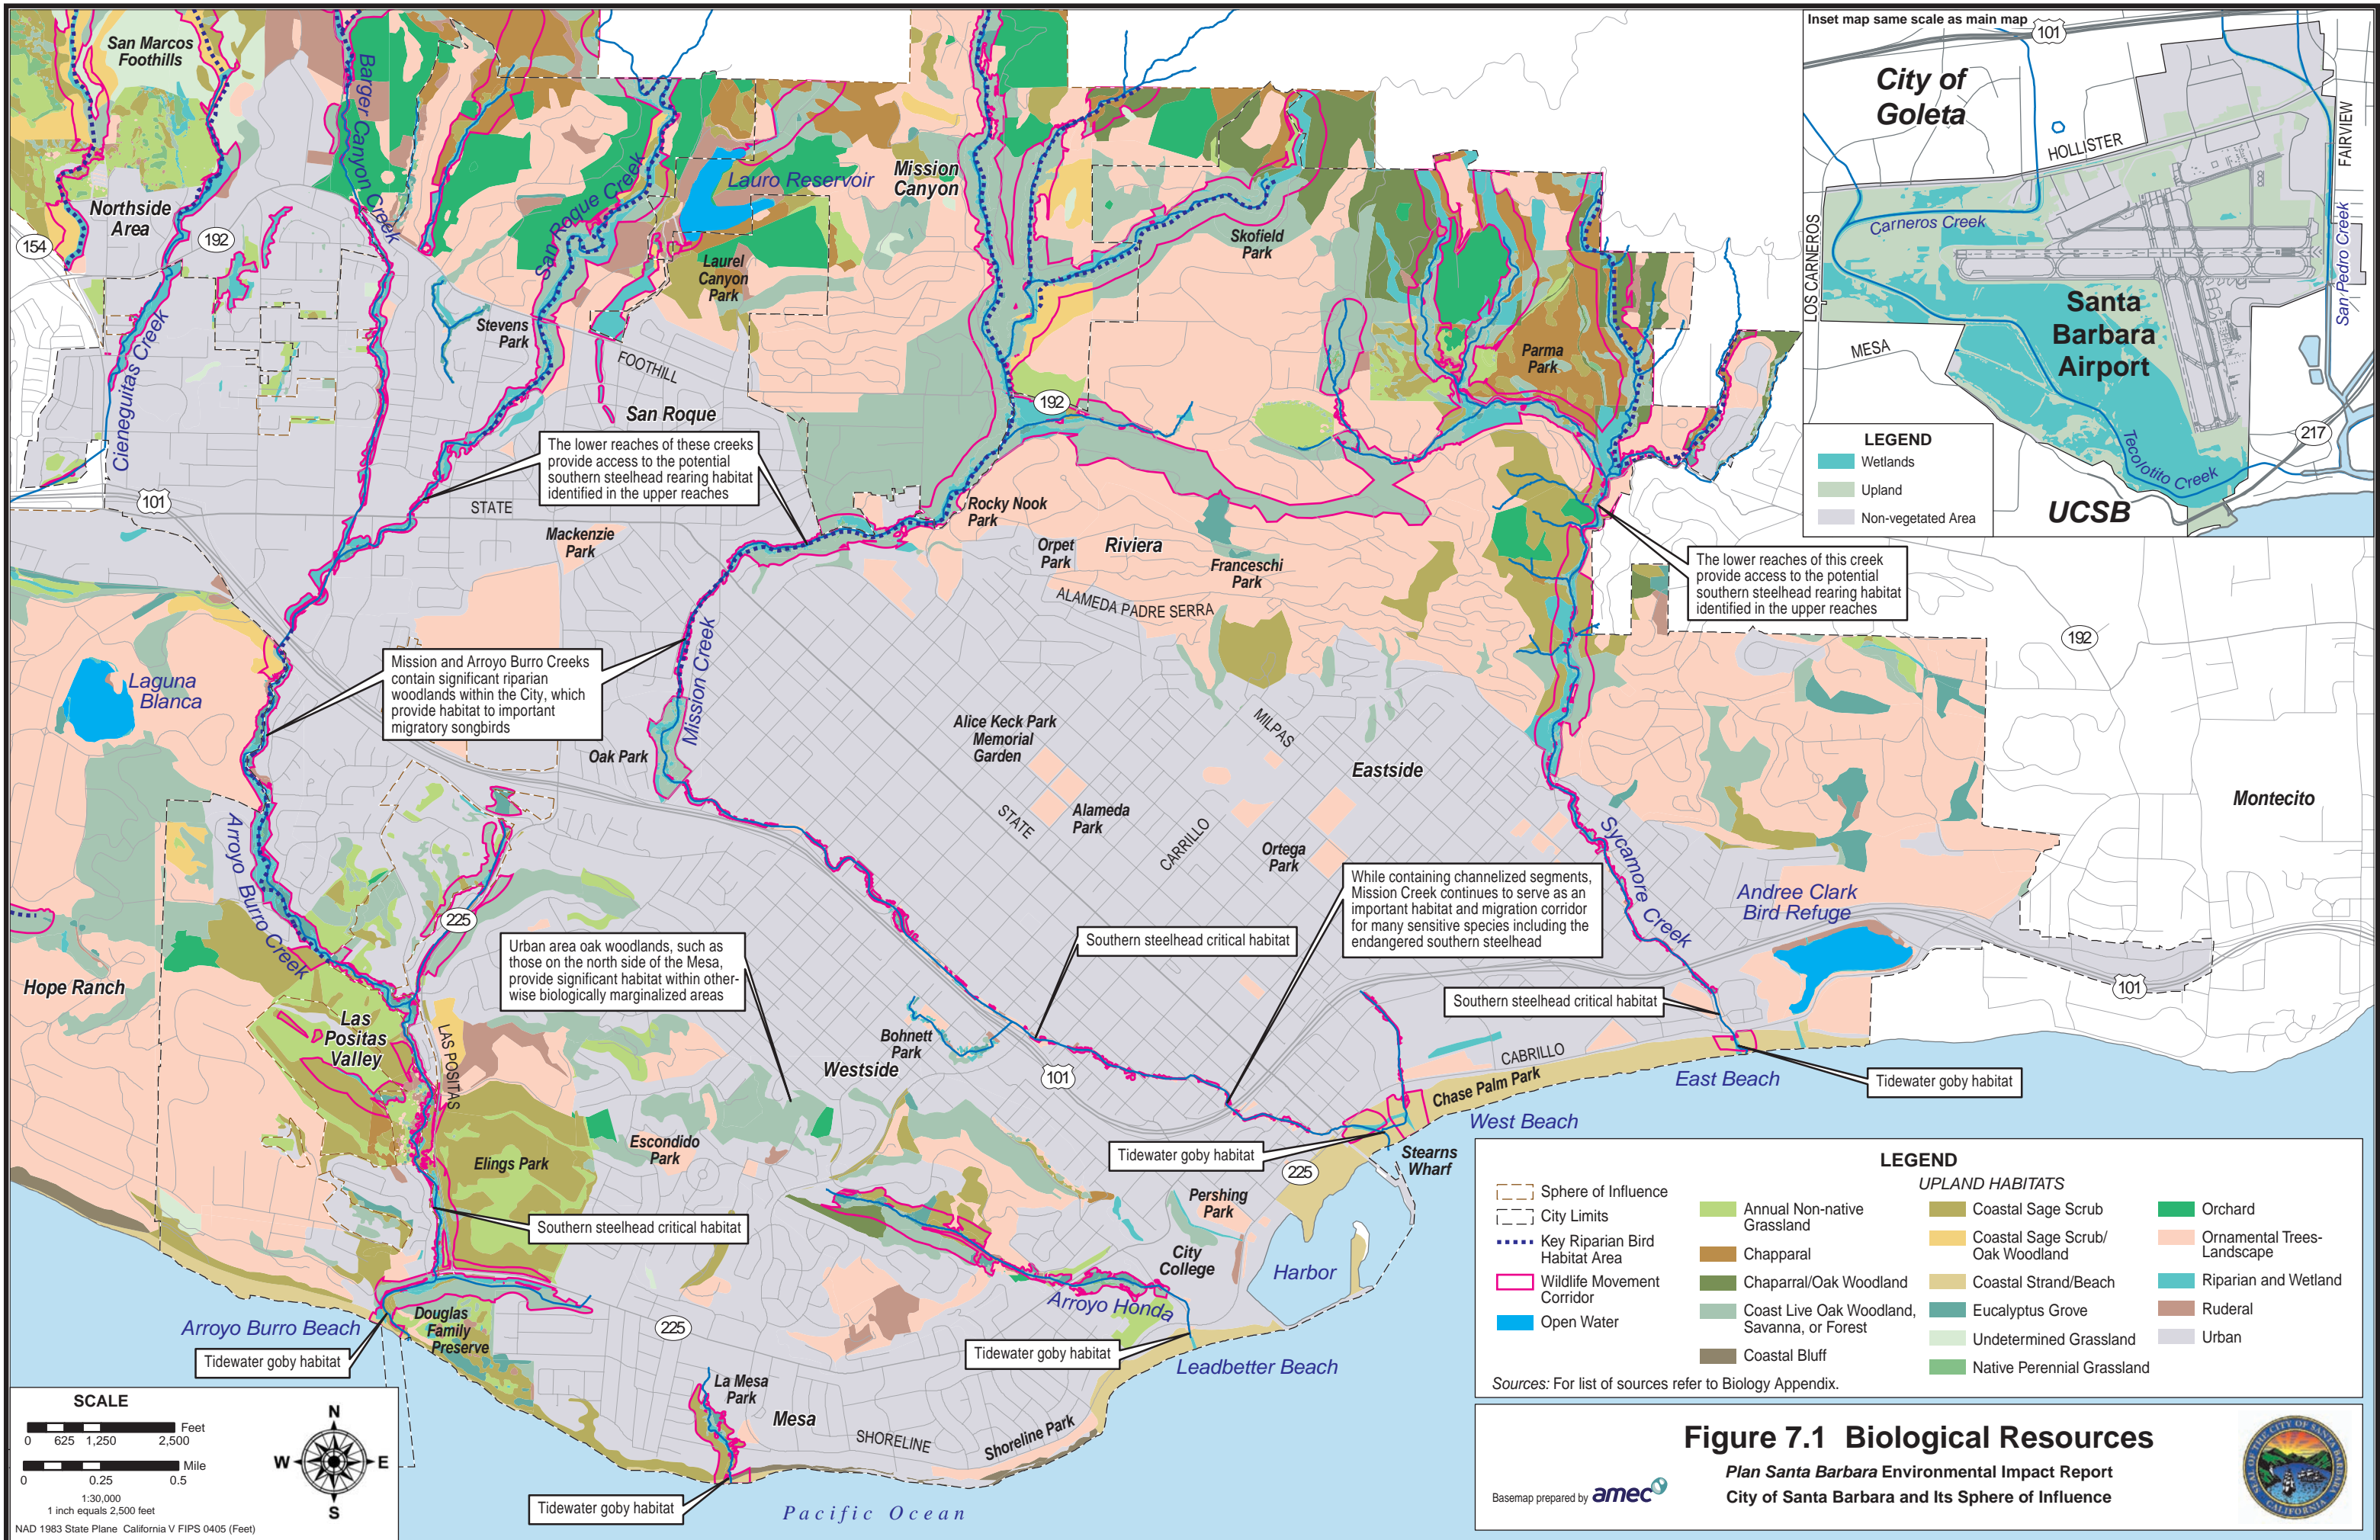 San Marcos
Foothills
Barger Canyon Creek
Northside
Area
154
192
Cieneguitas Creek
San Roque Creek
Lauro Reservoir
Laurel
Canyon
Park
Stevens
Park
FOOTHILL
San Roque
Mission
Canyon
Skofield
Park
Parma
Park
192
The lower reaches of these creeks
provide access to the potential
southern steelhead rearing habitat
identified in the upper reaches
101
STATE
Mackenzie
Park
Rocky Nook
Park
Orpet
Park
Riviera
Franceschi
Park
ALAMEDA PADRE SERRA
The lower reaches of this creek
provide access to the potential
southern steelhead rearing habitat
identified in the upper reaches
192
Laguna
Blanca
Mission and Arroyo Burro Creeks
contain significant riparian
woodlands within the City, which
provide habitat to important
migratory songbirds
Mission Creek
Oak Park
Alice Keck Park
Memorial
Garden
MILPAS
Eastside
STATE
Alameda
Park
CARRILLO
Ortega
Park
Montecito
Arroyo Burro Creek
225
Sycamore Creek
Andree Clark
Bird Refuge
While containing channelized segments,
Mission Creek continues to serve as an
important habitat and migration corridor
for many sensitive species including the
endangered southern steelhead
Urban area oak woodlands, such as
those on the north side of the Mesa,
provide significant habitat within other-
wise biologically marginalized areas
Southern steelhead critical habitat
Southern steelhead critical habitat
101
Hope Ranch
Las
Positas
Valley
LAS POSITAS
Bohnett
Park
Westside
101
CABRILLO
Chase Palm Park
East Beach
Tidewater goby habitat
West Beach
Escondido
Park
Elings Park
Tidewater goby habitat
Stearns
Wharf
225
Pershing
Park
Southern steelhead critical habitat
City
College
Harbor
Arroyo Honda
Arroyo Burro Beach
Douglas
Family
Preserve
225
Tidewater goby habitat
Tidewater goby habitat
Leadbetter Beach
La Mesa
Park
Mesa
SHORELINE
Shoreline Park
Tidewater goby habitat
Pacific Ocean
SCALE
Feet
0 625 1,250 2,500
Mile
0 0.25 0.5
1:30,000
1 inch equals 2,500 feet
NAD 1983 State Plane California V FIPS 0405 (Feet)
N
W E
S
Inset map same scale as main map
101
City of
Goleta
HOLLISTER
FAIRVIEW
LOS CARNEROS
Carneros Creek
San Pedro Creek
MESA
Santa
Barbara
Airport
217
Tecolotito Creek
UCSB
LEGEND
Wetlands
Upland
Non-vegetated Area
LEGEND
UPLAND HABITATS
Sphere of Influence
City Limits
Key Riparian Bird
Habitat Area
Wildlife Movement
Corridor
Open Water
Annual Non-native
Grassland
Chapparal
Chaparral/Oak Woodland
Coast Live Oak Woodland,
Savanna, or Forest
Coastal Bluff
Coastal Sage Scrub
Coastal Sage Scrub/
Oak Woodland
Coastal Strand/Beach
Eucalyptus Grove
Undetermined Grassland
Native Perennial Grassland
Orchard
Ornamental Trees-
Landscape
Riparian and Wetland
Ruderal
Urban
Sources: For list of sources refer to Biology Appendix.
Figure 7.1 Biological Resources
Plan Santa Barbara Environmental Impact Report
City of Santa Barbara and Its Sphere of Influence
Basemap prepared by amec
SEAL OF THE CITY OF SANTA BARBARA
CALIFORNIA